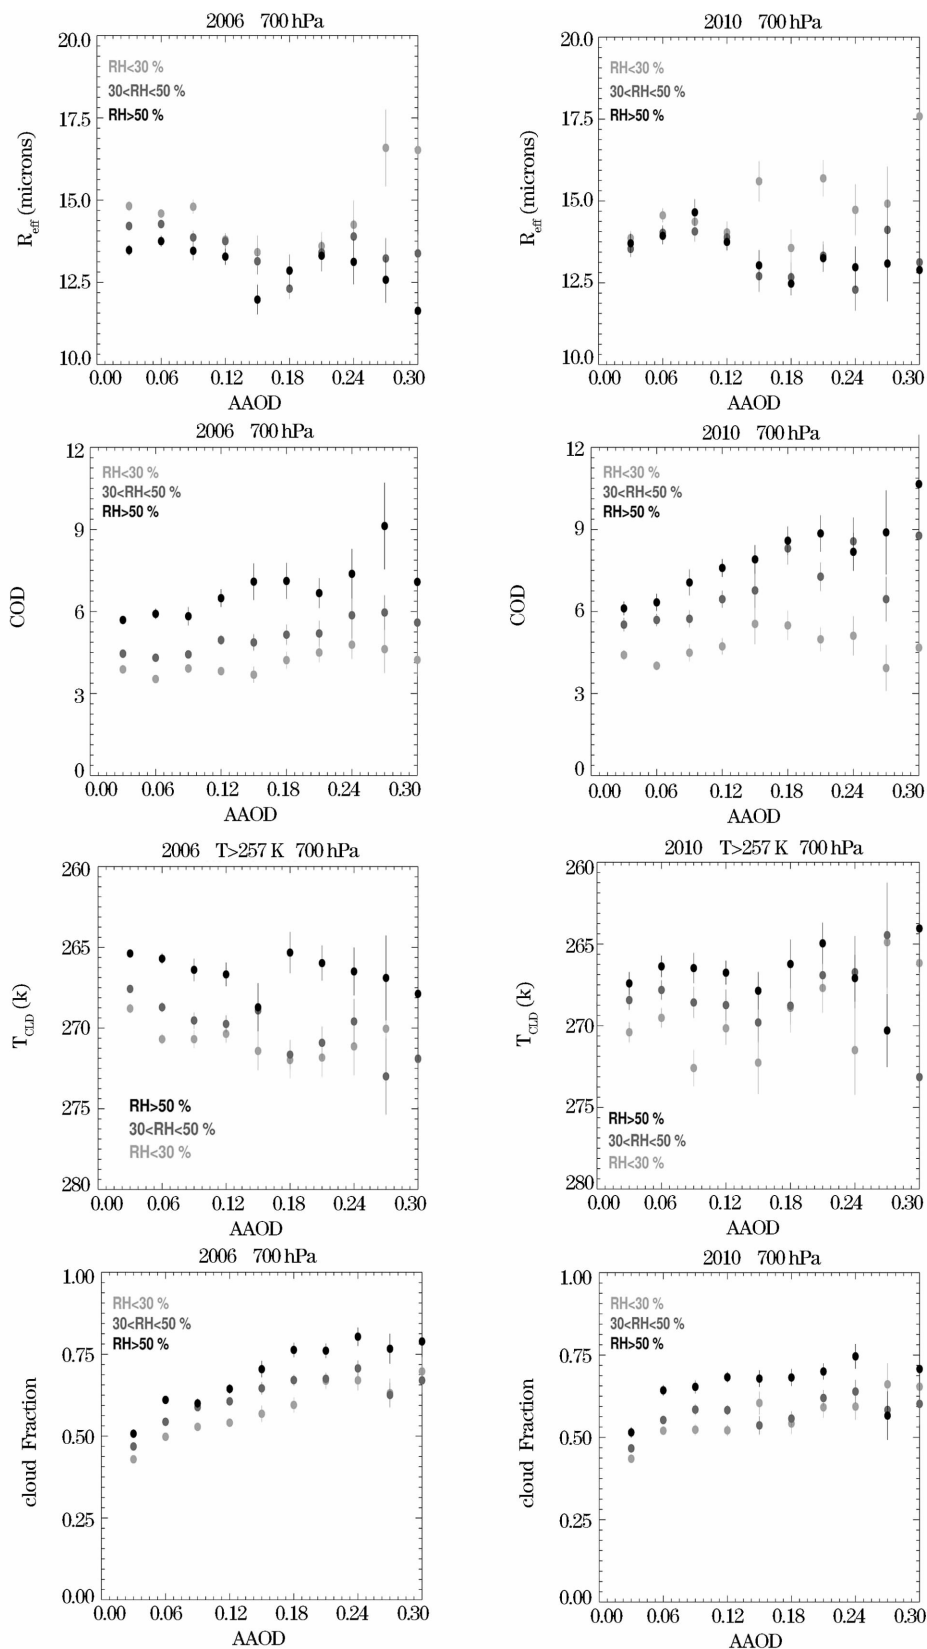 2006 700 hPa
20.0
17.5
15.0
12.5
10.0
R_eff (microns)
RH<30 %
30<RH<50 %
RH>50 %
0.00 0.06 0.12 0.18 0.24 0.30
AAOD
2010 700 hPa
20.0
17.5
15.0
12.5
10.0
R_eff (microns)
RH<30 %
30<RH<50 %
RH>50 %
0.00 0.06 0.12 0.18 0.24 0.30
AAOD
2006 700 hPa
12
9
6
3
0
COD
RH<30 %
30<RH<50 %
RH>50 %
0.00 0.06 0.12 0.18 0.24 0.30
AAOD
2010 700 hPa
12
9
6
3
0
COD
RH<30 %
30<RH<50 %
RH>50 %
0.00 0.06 0.12 0.18 0.24 0.30
AAOD
2006 T>257 K 700 hPa
260
265
270
275
280
T_CLD (k)
RH>50 %
30<RH<50 %
RH<30 %
0.00 0.06 0.12 0.18 0.24 0.30
AAOD
2010 T>257 K 700 hPa
260
265
270
275
280
T_CLD (k)
RH>50 %
30<RH<50 %
RH<30 %
0.00 0.06 0.12 0.18 0.24 0.30
AAOD
2006 700 hPa
1.00
0.75
0.50
0.25
0.00
cloud Fraction
RH<30 %
30<RH<50 %
RH>50 %
0.00 0.06 0.12 0.18 0.24 0.30
AAOD
2010 700 hPa
1.00
0.75
0.50
0.25
0.00
cloud Fraction
RH<30 %
30<RH<50 %
RH>50 %
0.00 0.06 0.12 0.18 0.24 0.30
AAOD